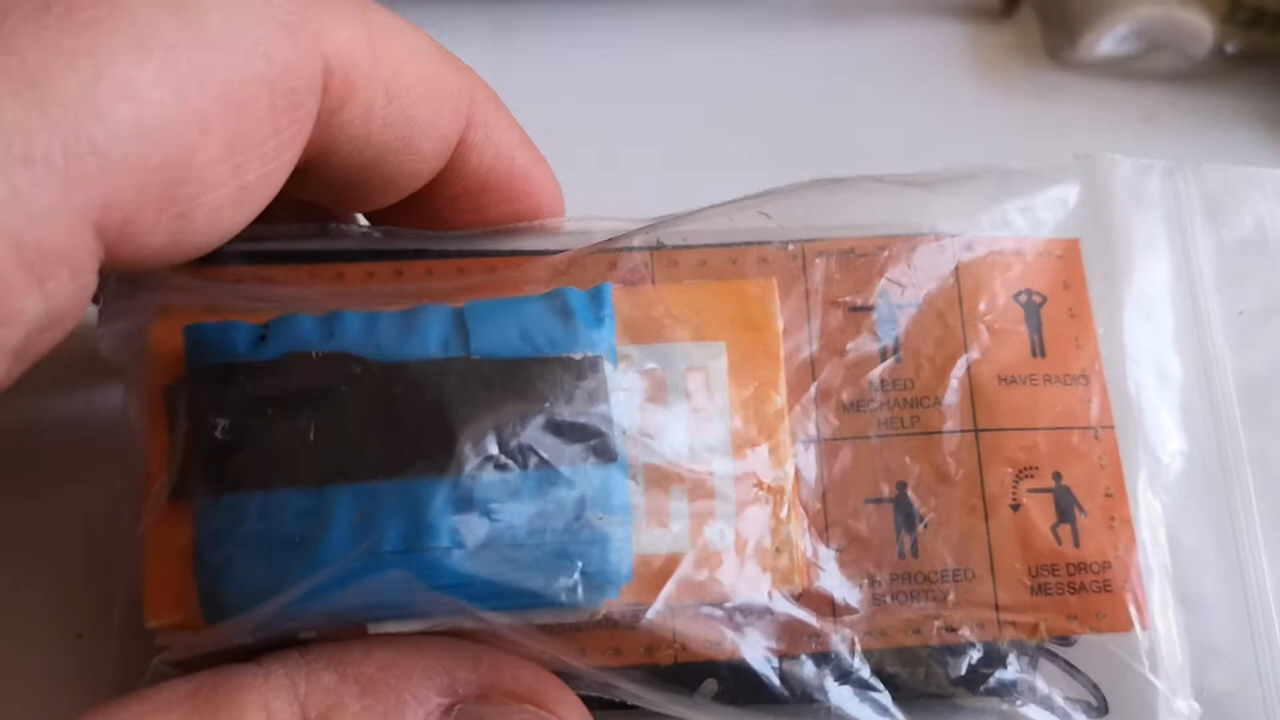 NEED
MECHANICAL
HELP
HAVE RADIO
PROCEED
SHORTLY
USE DROP
MESSAGE